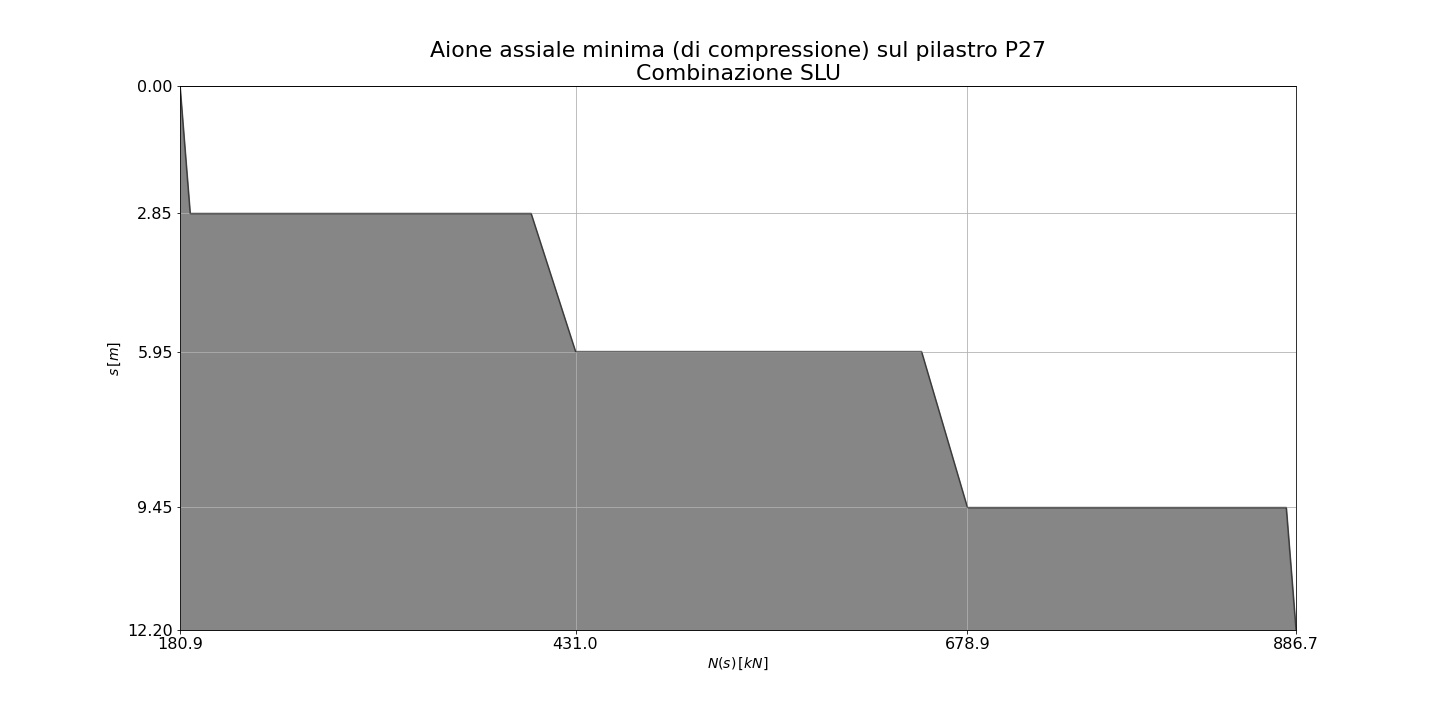 Aione assiale minima (di compressione) sul pilastro P27
Combinazione SLU
0.00
2.85
5.95
9.45
12.20
s [m]
180.9
431.0
678.9
886.7
N(s) [kN]